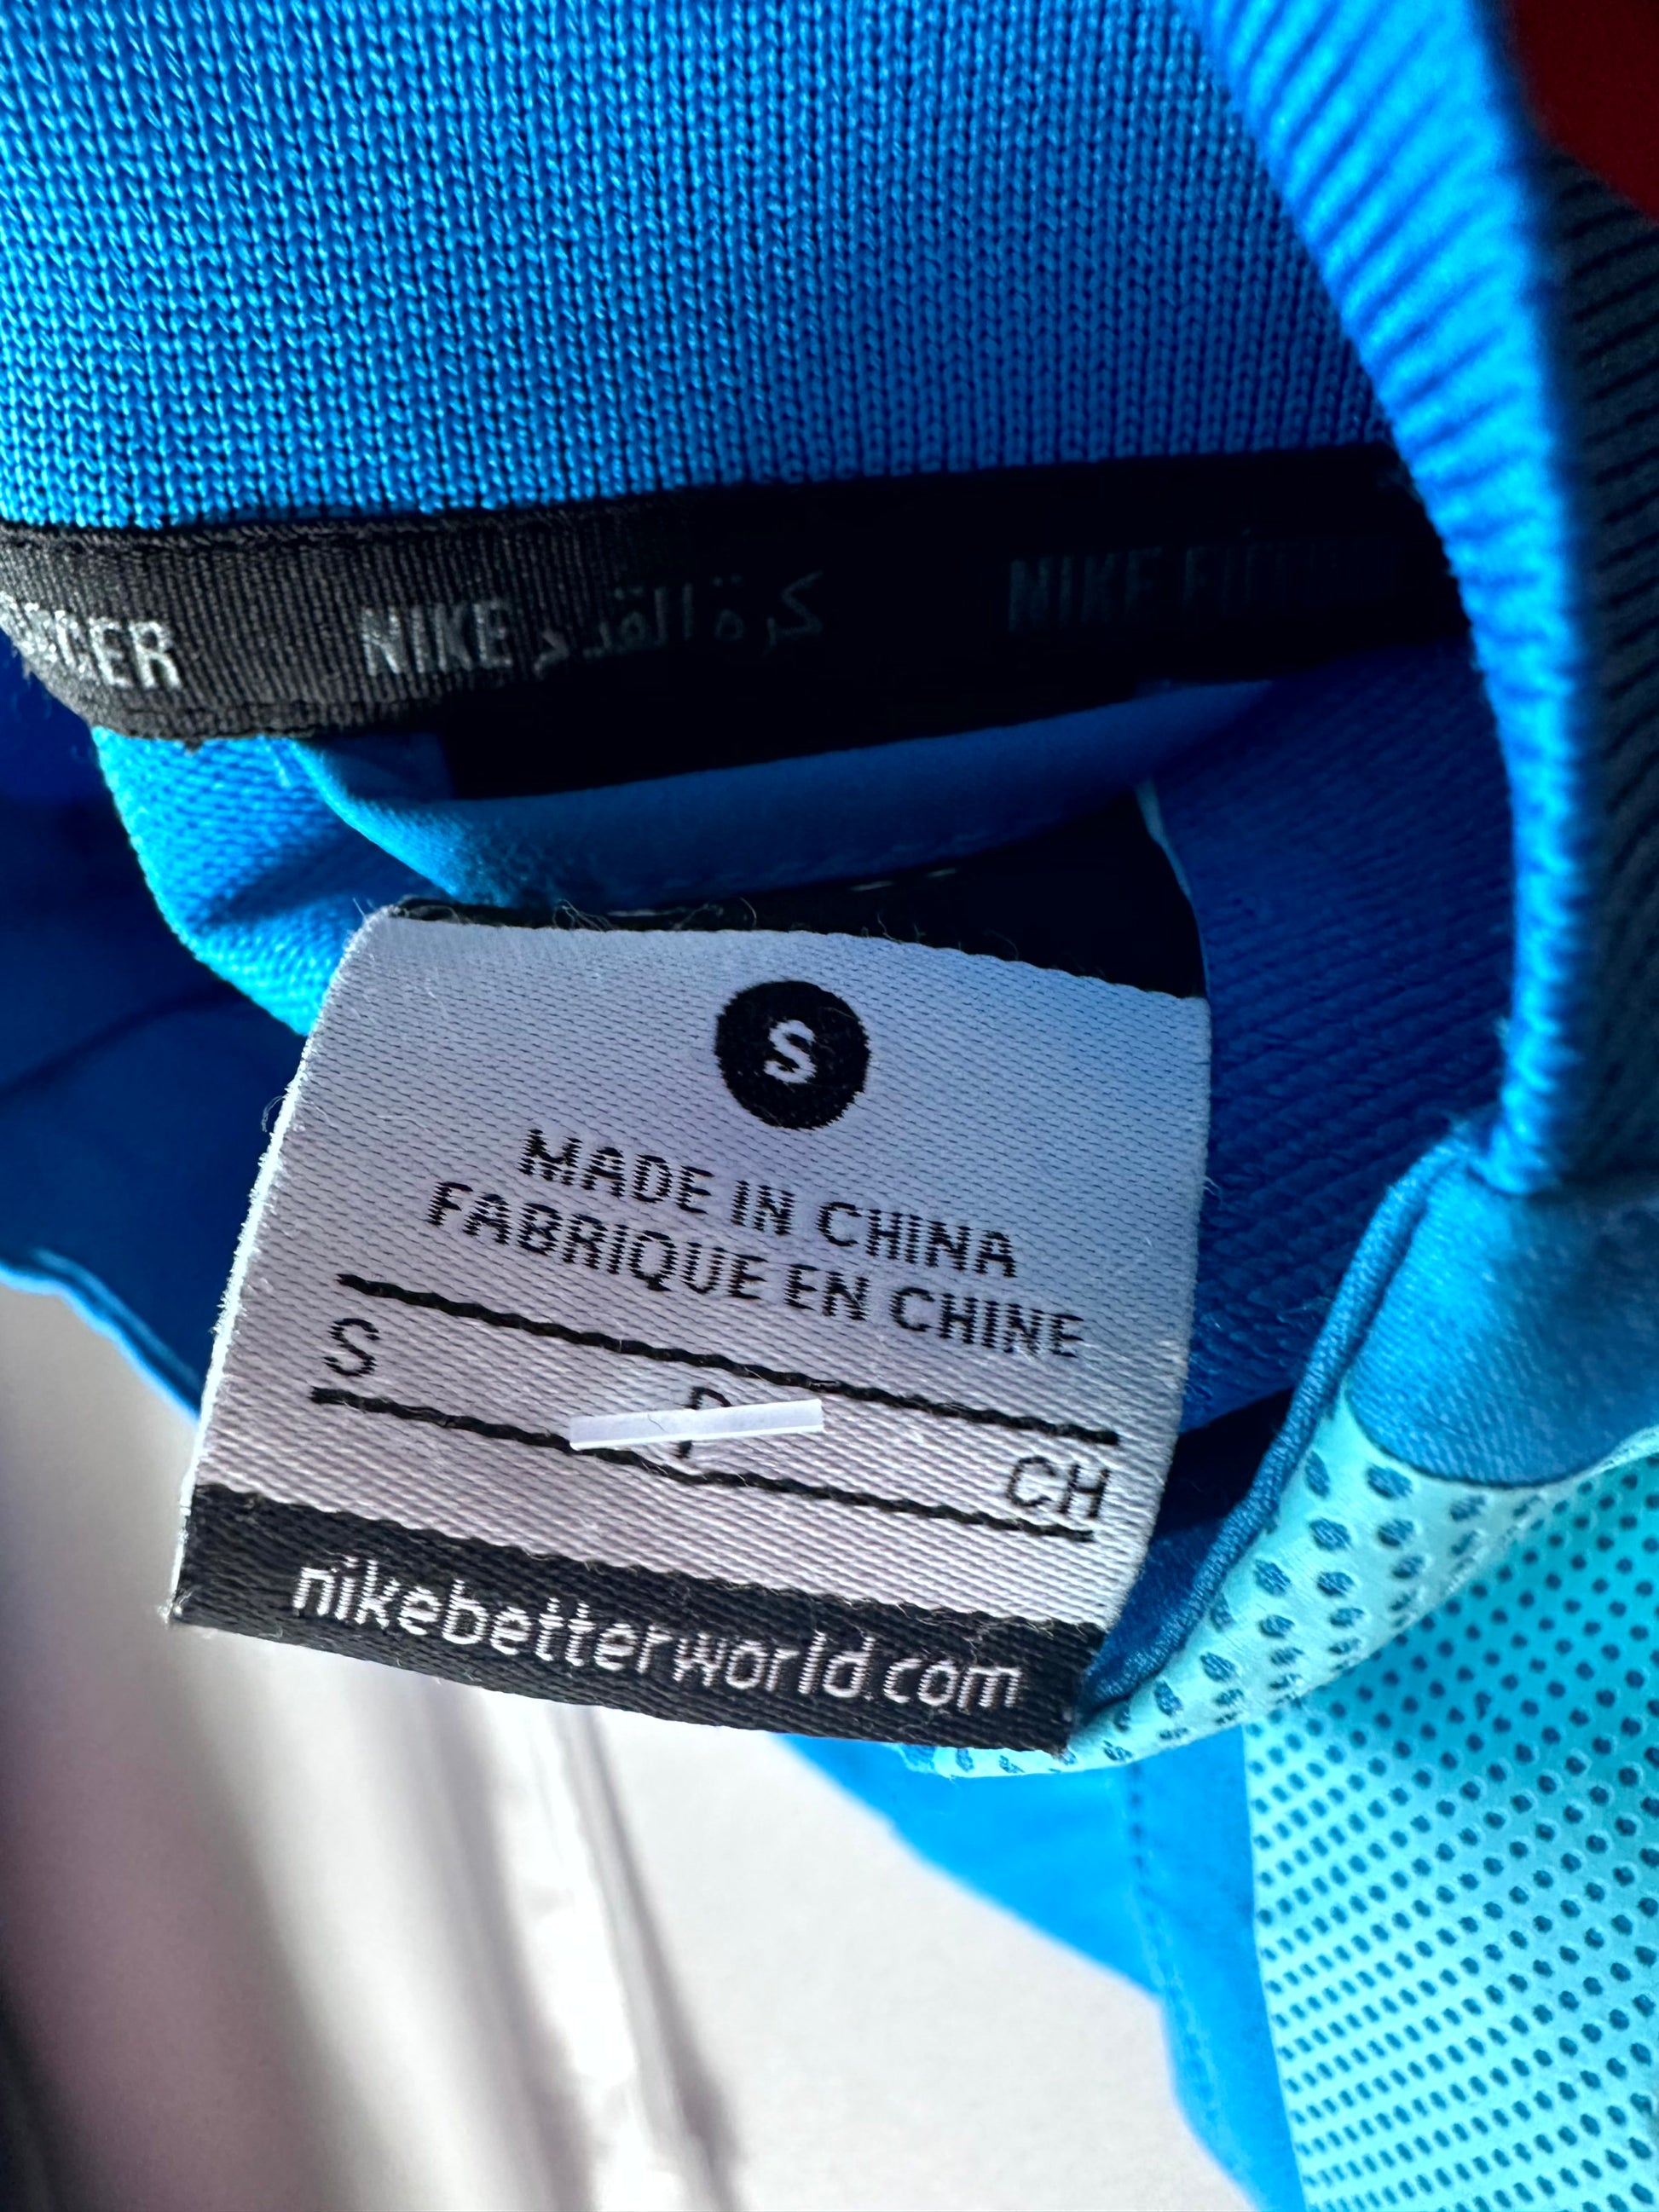 SOCCER NIKE كرة القدم NIKE
S
MADE IN CHINA
FABRIQUE EN CHINE
S P CH
nikebetterworld.com